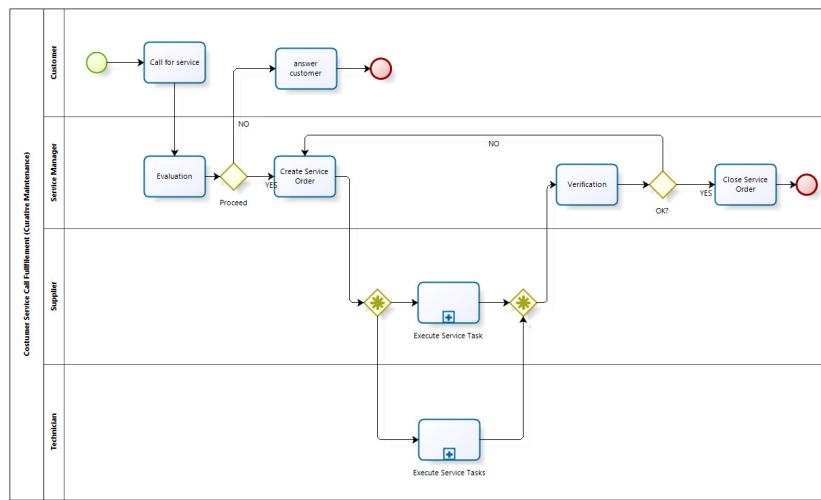 Costumer Service Call Fullfillement (Curative Maintenance)
Customer
Call for service
answer
customer
NO
Service Manager
NO
Evaluation
Proceed
YES
Create Service
Order
Verification
OK?
YES
Close Service
Order
Supplier
Execute Service Task
Technician
Execute Service Tasks